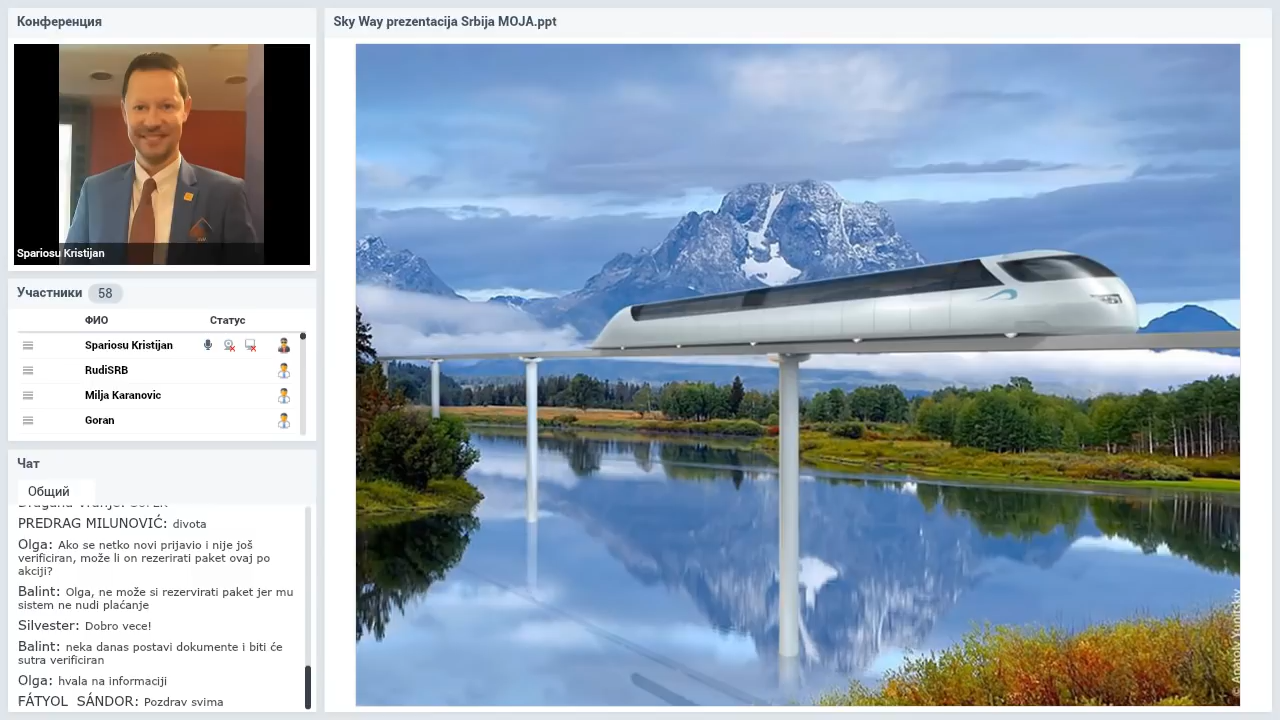 Конференция
Spariosu Kristijan
Участники 58
ФИО Статус
Spariosu Kristijan
RudiSRB
Milja Karanovic
Goran
Чат
Общий
PREDRAG MILUNOVIĆ: divota
Olga: Ako se netko novi prijavio i nije još
verificiran, može li on rezerirati paket ovaj po
akciji?
Balint: Olga, ne može si rezervirati paket jer mu
sistem ne nudi plaćanje
Silvester: Dobro vece!
Balint: neka danas postavi dokumente i biti će
sutra verificiran
Olga: hvala na informaciji
FÁTYOL SÁNDOR: Pozdrav svima
Sky Way prezentacija Srbija MOJA.ppt